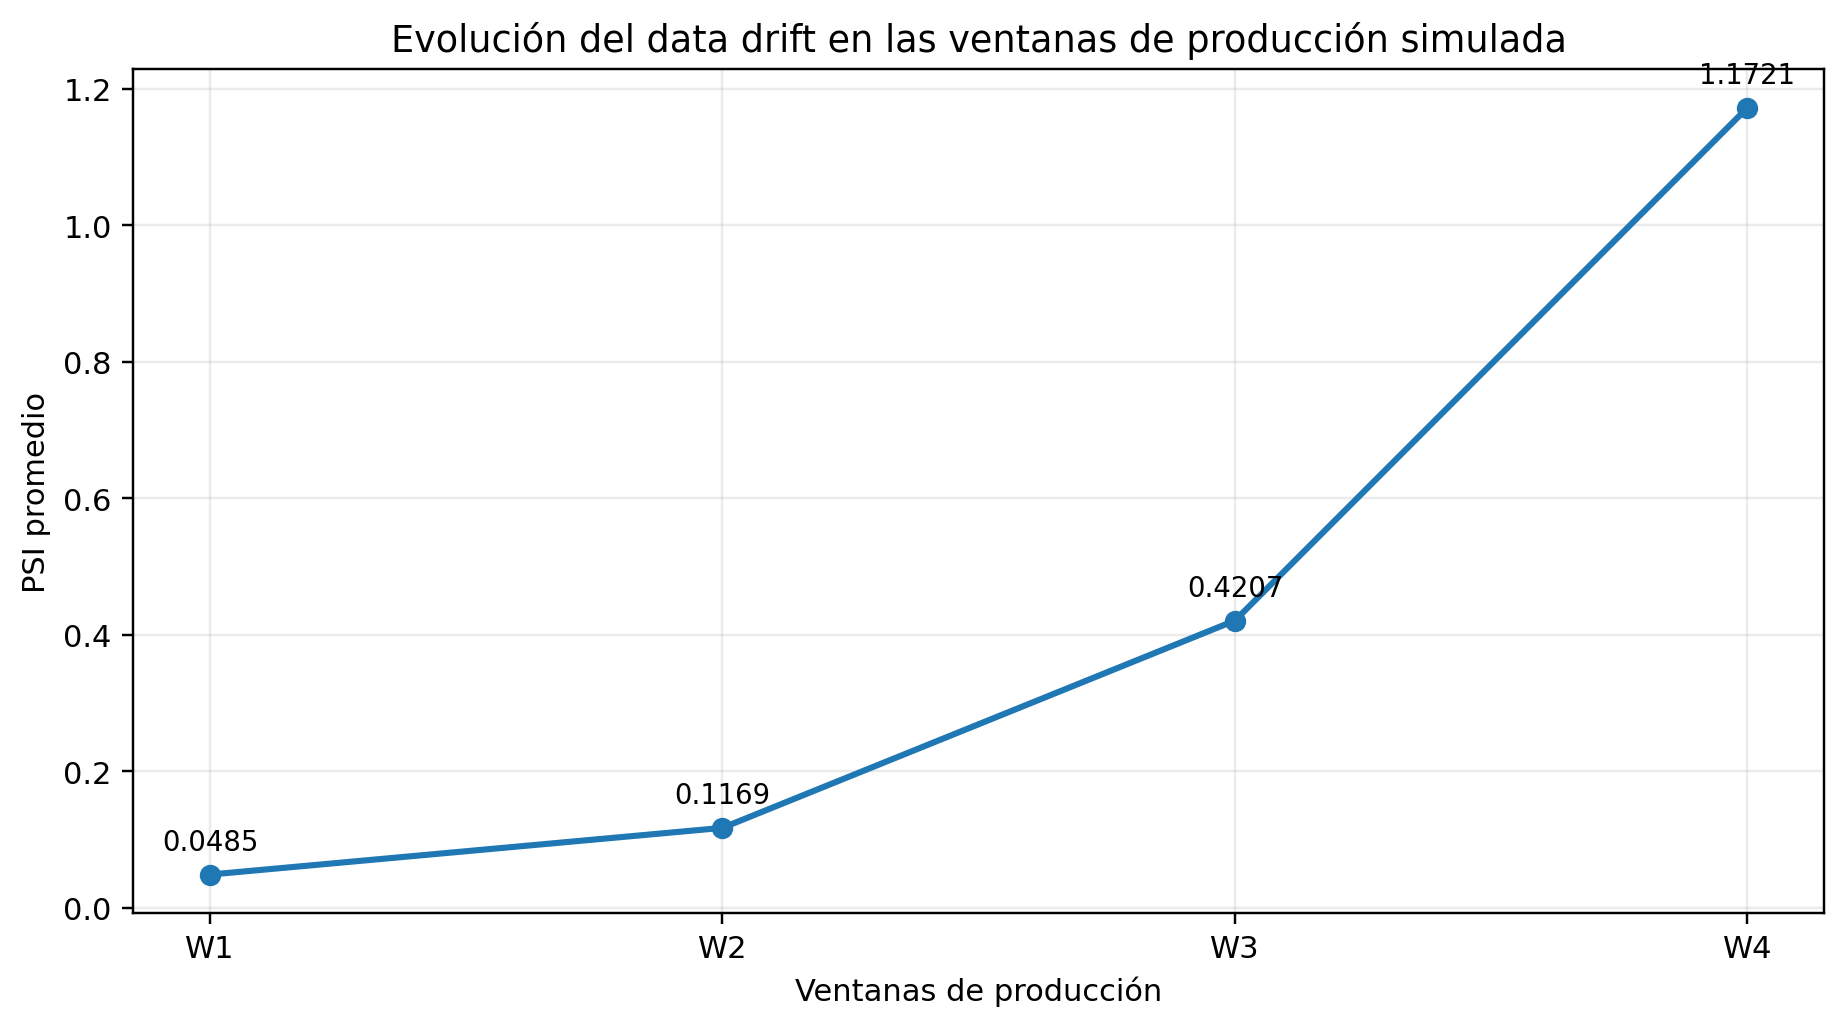 Evolución del data drift en las ventanas de producción simulada
1.1721
1.2
1.0
0.8
0.6
0.4207
0.4
0.2
0.1169
0.0485
0.0
PSI promedio
W1 W2 W3 W4
Ventanas de producción